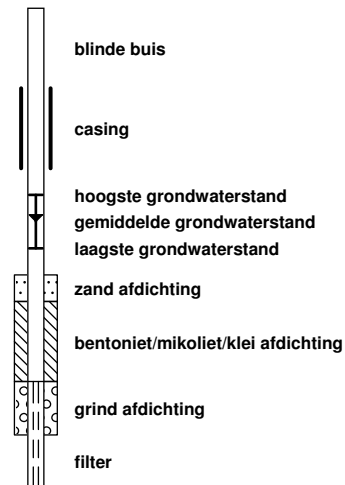 blinde buis
casing
hoogste grondwaterstand
gemiddelde grondwaterstand
laagste grondwaterstand
zand afdichting
bentoniet/mikoliet/klei afdichting
grind afdichting
filter